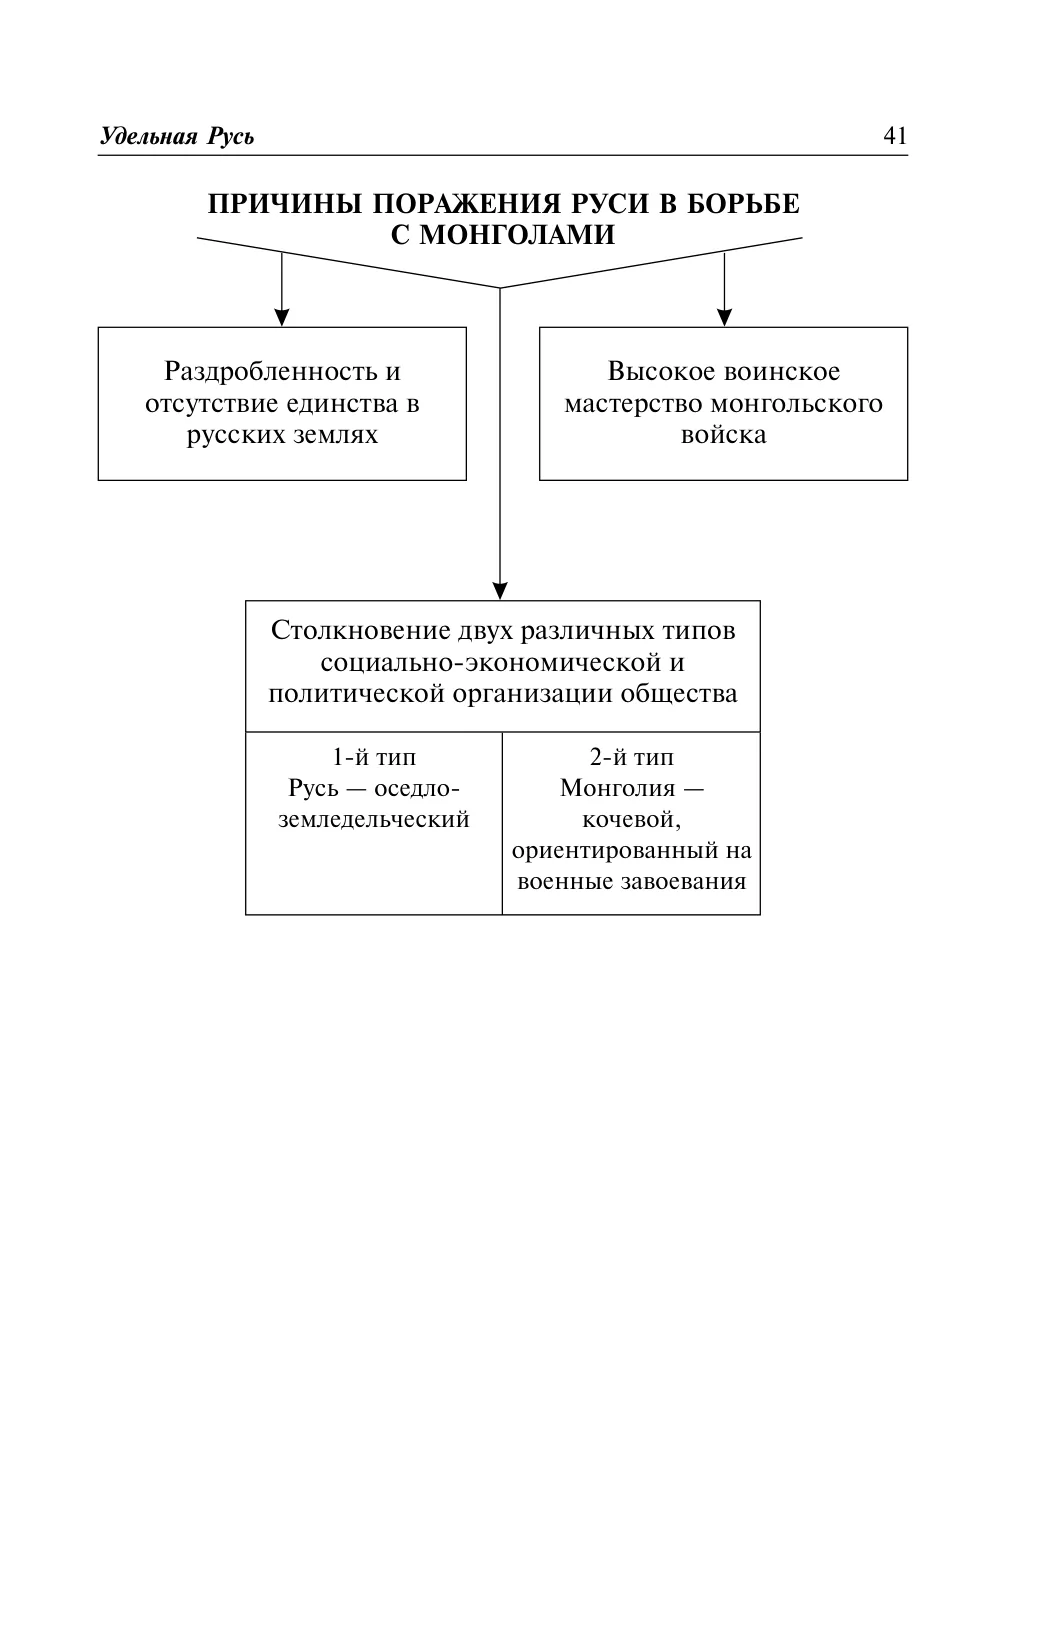 Удельная Русь 41
ПРИЧИНЫ ПОРАЖЕНИЯ РУСИ В БОРЬБЕ
С МОНГОЛАМИ
Раздробленность и
отсутствие единства в
русских землях
Высокое воинское
мастерство монгольского
войска
Столкновение двух различных типов
социально-экономической и
политической организации общества
1-й тип
Русь — оседло-
земледельческий
2-й тип
Монголия —
кочевой,
ориентированный на
военные завоевания